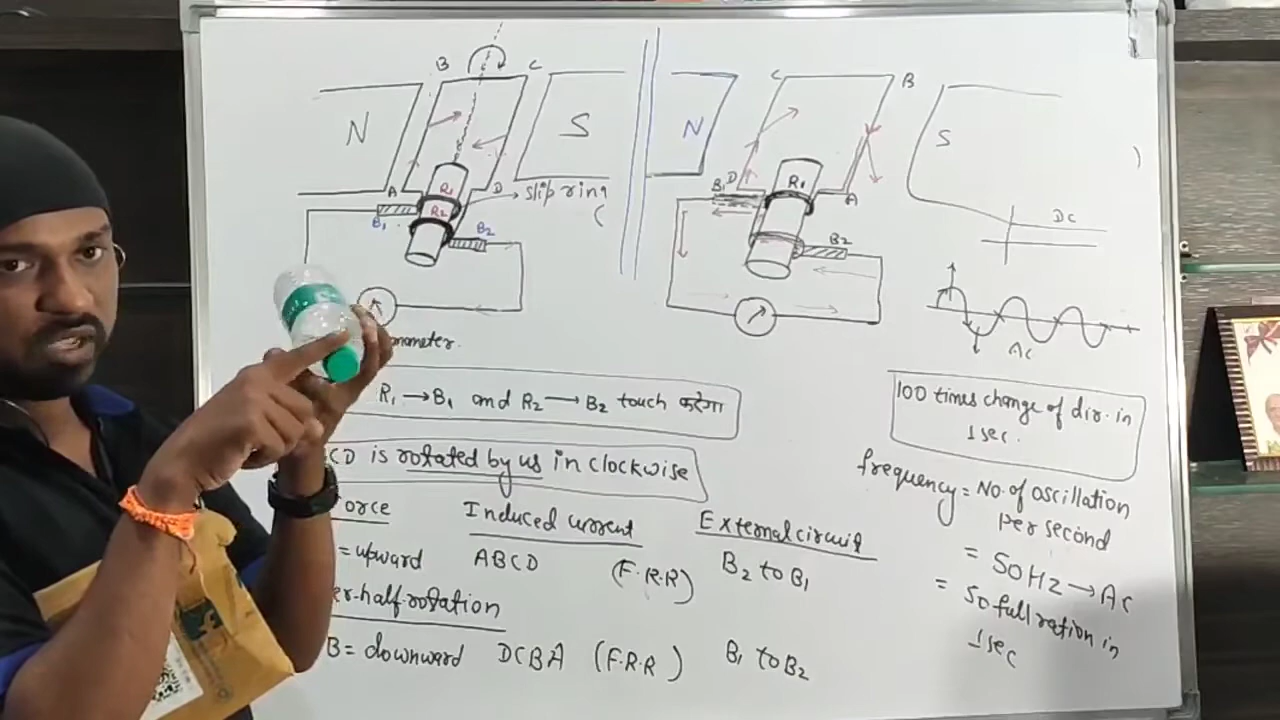 B C
N S
A D → slip ring
R1
R2
B1 B2
C B
N S
B1 D A
R1
B2
DC
AC
R1 → B1 and R2 → B2 touch करेगा
CD is rotated by us in clockwise
orce Induced current External circuit
= upward ABCD (F.R.R) B2 to B1
er-half-rotation
B = downward DCBA (F.R.R) B1 to B2
100 times change of dir. in
1 sec.
frequency = No. of oscillation
per second
= 50HZ → AC
= 50 full ration in
1 sec